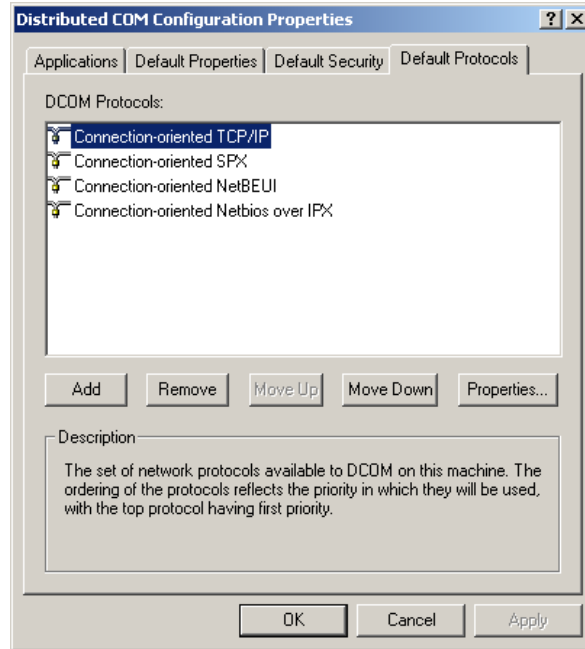 Distributed COM Configuration Properties
Applications
Default Properties
Default Security
Default Protocols
DCOM Protocols:
Connection-oriented TCP/IP
Connection-oriented SPX
Connection-oriented NetBEUI
Connection-oriented Netbios over IPX
Add
Remove
Move Up
Move Down
Properties...
Description
The set of network protocols available to DCOM on this machine. The
ordering of the protocols reflects the priority in which they will be used,
with the top protocol having first priority.
OK
Cancel
Apply